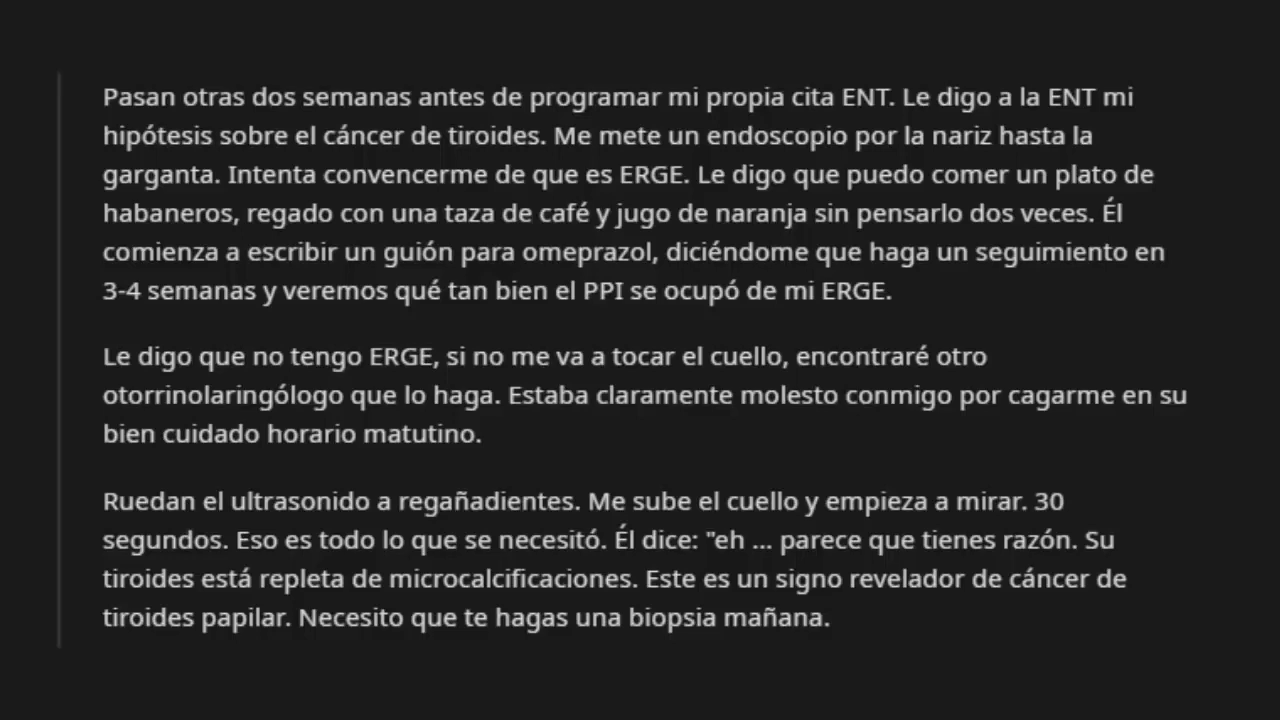 Pasan otras dos semanas antes de programar mi propia cita ENT. Le digo a la ENT mi
hipótesis sobre el cáncer de tiroides. Me mete un endoscopio por la nariz hasta la
garganta. Intenta convencerme de que es ERGE. Le digo que puedo comer un plato de
habaneros, regado con una taza de café y jugo de naranja sin pensarlo dos veces. Él
comienza a escribir un guión para omeprazol, diciéndome que haga un seguimiento en
3-4 semanas y veremos qué tan bien el PPI se ocupó de mi ERGE.
Le digo que no tengo ERGE, si no me va a tocar el cuello, encontraré otro
otorrinolaringólogo que lo haga. Estaba claramente molesto conmigo por cagarme en su
bien cuidado horario matutino.
Ruedan el ultrasonido a regañadientes. Me sube el cuello y empieza a mirar. 30
segundos. Eso es todo lo que se necesitó. Él dice: "eh ... parece que tienes razón. Su
tiroides está repleta de microcalcificaciones. Este es un signo revelador de cáncer de
tiroides papilar. Necesito que te hagas una biopsia mañana.